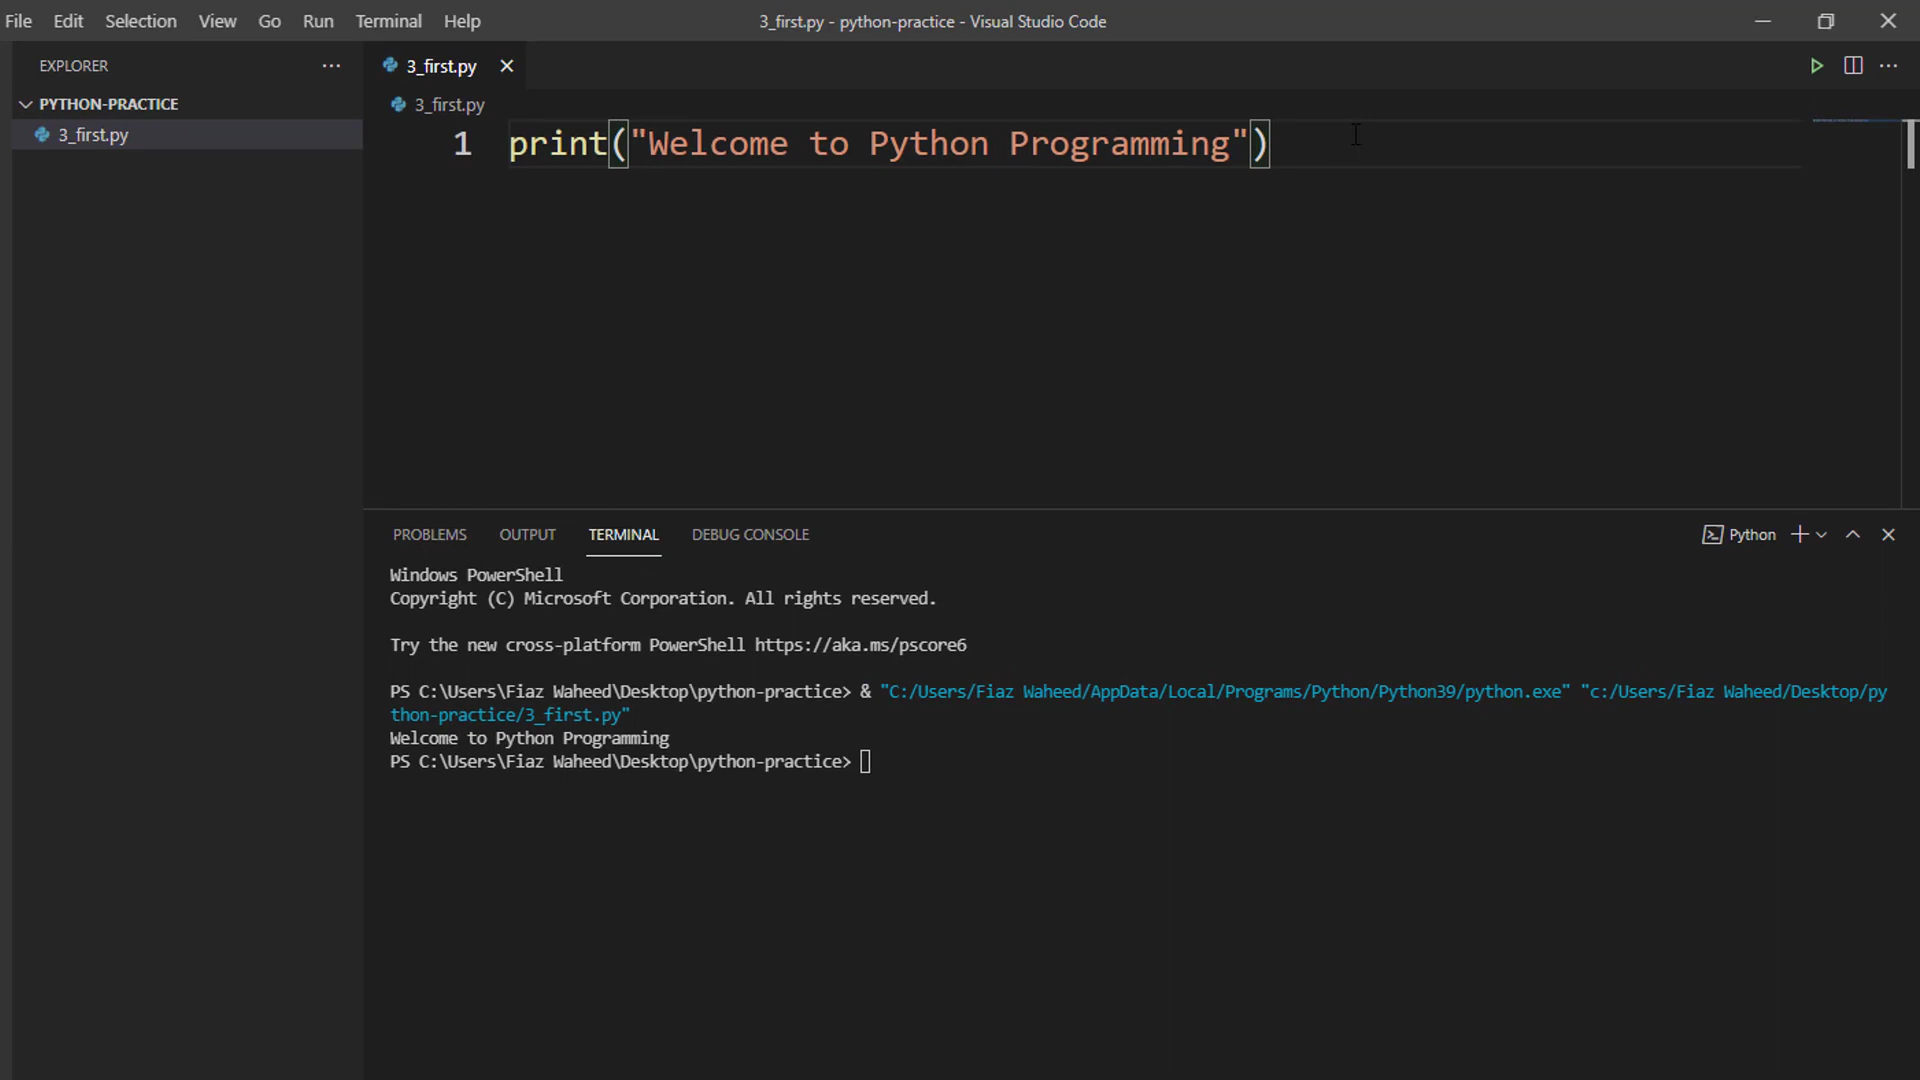 File Edit Selection View Go Run Terminal Help
3_first.py - python-practice - Visual Studio Code
EXPLORER
PYTHON-PRACTICE
3_first.py
3_first.py
3_first.py
1 print("Welcome to Python Programming")
PROBLEMS OUTPUT TERMINAL DEBUG CONSOLE
Python
Windows PowerShell
Copyright (C) Microsoft Corporation. All rights reserved.
Try the new cross-platform PowerShell https://aka.ms/pscore6
PS C:\Users\Fiaz Waheed\Desktop\python-practice> & "C:/Users/Fiaz Waheed/AppData/Local/Programs/Python/Python39/python.exe" "c:/Users/Fiaz Waheed/Desktop/py
thon-practice/3_first.py"
Welcome to Python Programming
PS C:\Users\Fiaz Waheed\Desktop\python-practice>